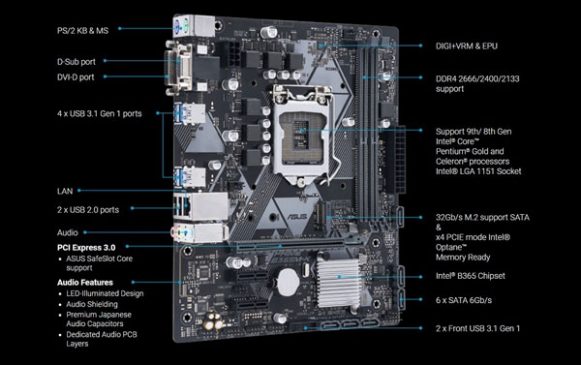 PS/2 KB & MS
D-Sub port
DVI-D port
4 x USB 3.1 Gen 1 ports
LAN
2 x USB 2.0 ports
Audio
PCI Express 3.0
• ASUS SafeSlot Core
support
Audio Features
• LED-Illuminated Design
• Audio Shielding
• Premium Japanese
Audio Capacitors
• Dedicated Audio PCB
Layers
ASUS
DIGI+VRM & EPU
DDR4 2666/2400/2133
support
Support 9th/ 8th Gen
Intel® Core™
Pentium® Gold and
Celeron® processors
Intel® LGA 1151 Socket
32Gb/s M.2 support SATA
&
x4 PCIE mode Intel®
Optane™
Memory Ready
Intel® B365 Chipset
6 x SATA 6Gb/s
2 x Front USB 3.1 Gen 1